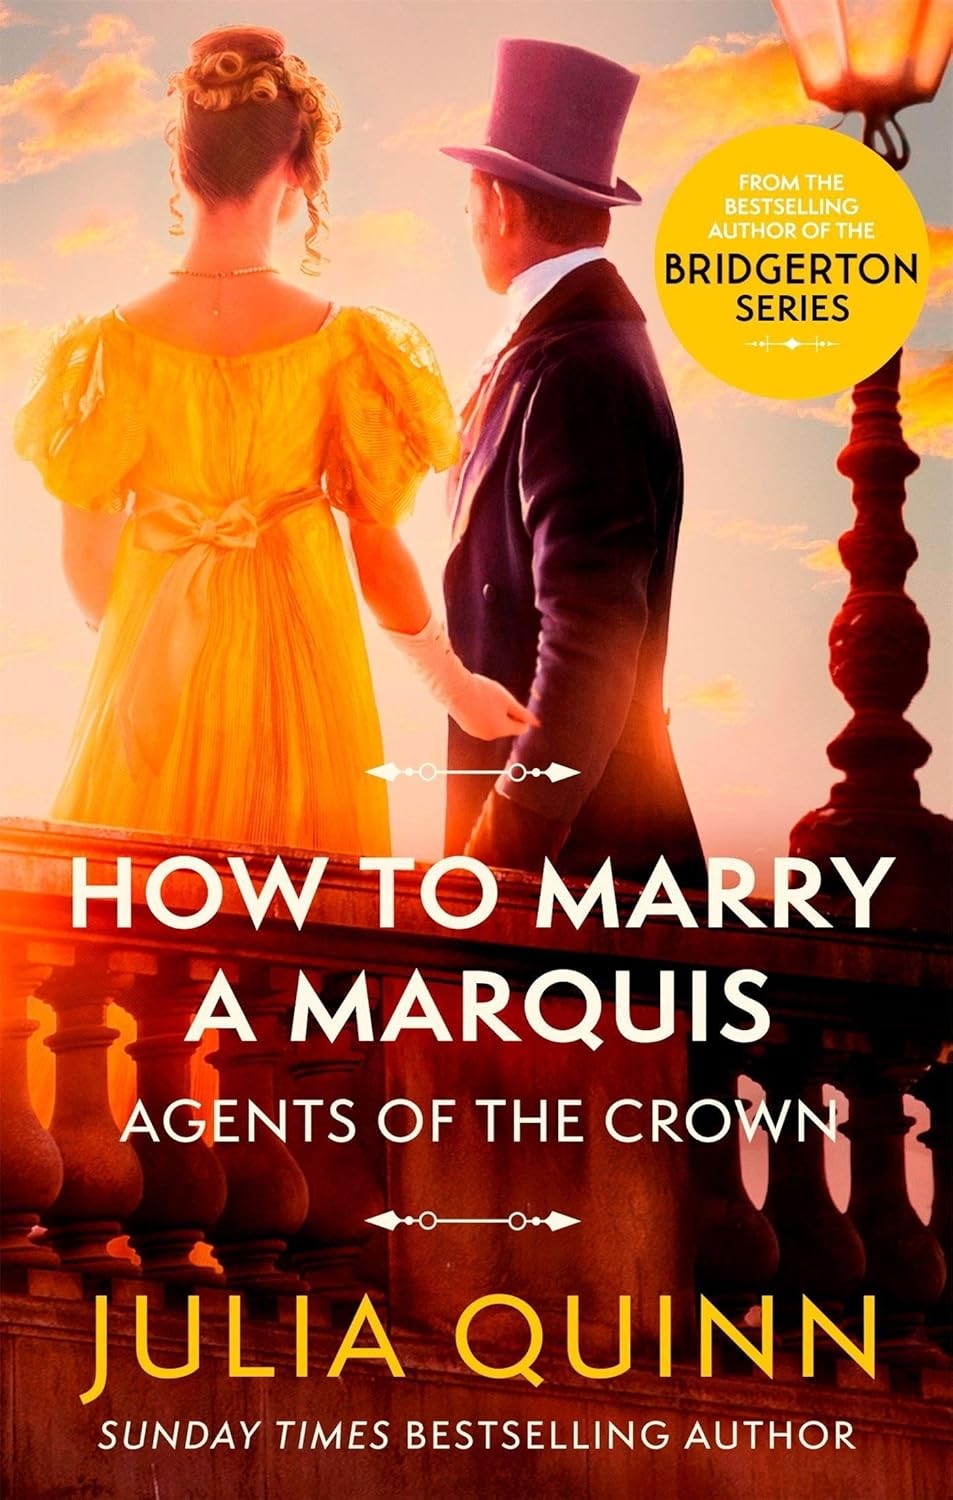 FROM THE
BESTSELLING
AUTHOR OF THE
BRIDGERTON
SERIES
HOW TO MARRY
A MARQUIS
AGENTS OF THE CROWN
JULIA QUINN
SUNDAY TIMES BESTSELLING AUTHOR